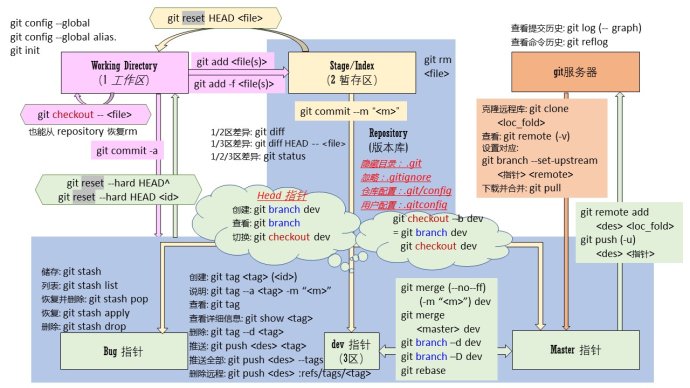 git reset HEAD <file>
git config --global
git config --global alias.
git init
查看提交历史: git log (-- graph)
查看命令历史: git reflog
Working Directory
(1 工作区)
git add <file(s)>
git add -f <file(s)>
Stage/Index
(2 暂存区)
git rm
<file>
git服务器
git checkout -- <file>
也能从 repository 恢复rm
git commit --m "<m>"
git commit -a
1/2区差异: git diff
1/3区差异: git diff HEAD -- <file>
1/2/3区差异: git status
Repository
(版本库)
隐藏目录：.git
忽略：.gitignore
仓库配置：.git/config
用户配置：.gitconfig
克隆远程库: git clone
<loc_fold>
查看: git remote (-v)
设置对应:
git branch --set-upstream
<指针> <remote>
下载并合并: git pull
git reset --hard HEAD^
git reset --hard HEAD <id>
Head 指针
创建: git branch dev
查看: git branch
切换: git checkout dev
git checkout --b dev
= git branch dev
git checkout dev
git remote add
<des> <loc_fold>
git push (-u)
<des> <指针>
储存: git stash
列表: git stash list
恢复并删除: git stash pop
恢复: git stash apply
删除: git stash drop
创建: git tag <tag> (<id>)
说明: git tag --a <tag> -m "<m>"
查看: git tag
查看详细信息: git show <tag>
删除: git tag --d <tag>
推送: git push <des> <tag>
推送全部: git push <des> --tags
删除远程: git push <des> :refs/tags/<tag>
Bug 指针
dev 指针
(3区)
git merge (--no--ff)
(-m "<m>") dev
git merge
<master> dev
git branch --d dev
git branch --D dev
git rebase
Master 指针